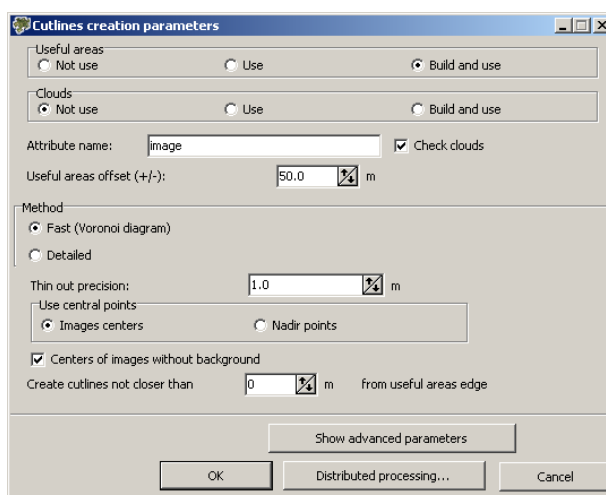 Cutlines creation parameters
Useful areas
Not use Use Build and use
Clouds
Not use Use Build and use
Attribute name: image Check clouds
Useful areas offset (+/-): 50.0 m
Method
Fast (Voronoi diagram)
Detailed
Thin out precision: 1.0 m
Use central points
Images centers Nadir points
Centers of images without background
Create cutlines not closer than 0 m from useful areas edge
Show advanced parameters
OK Distributed processing... Cancel